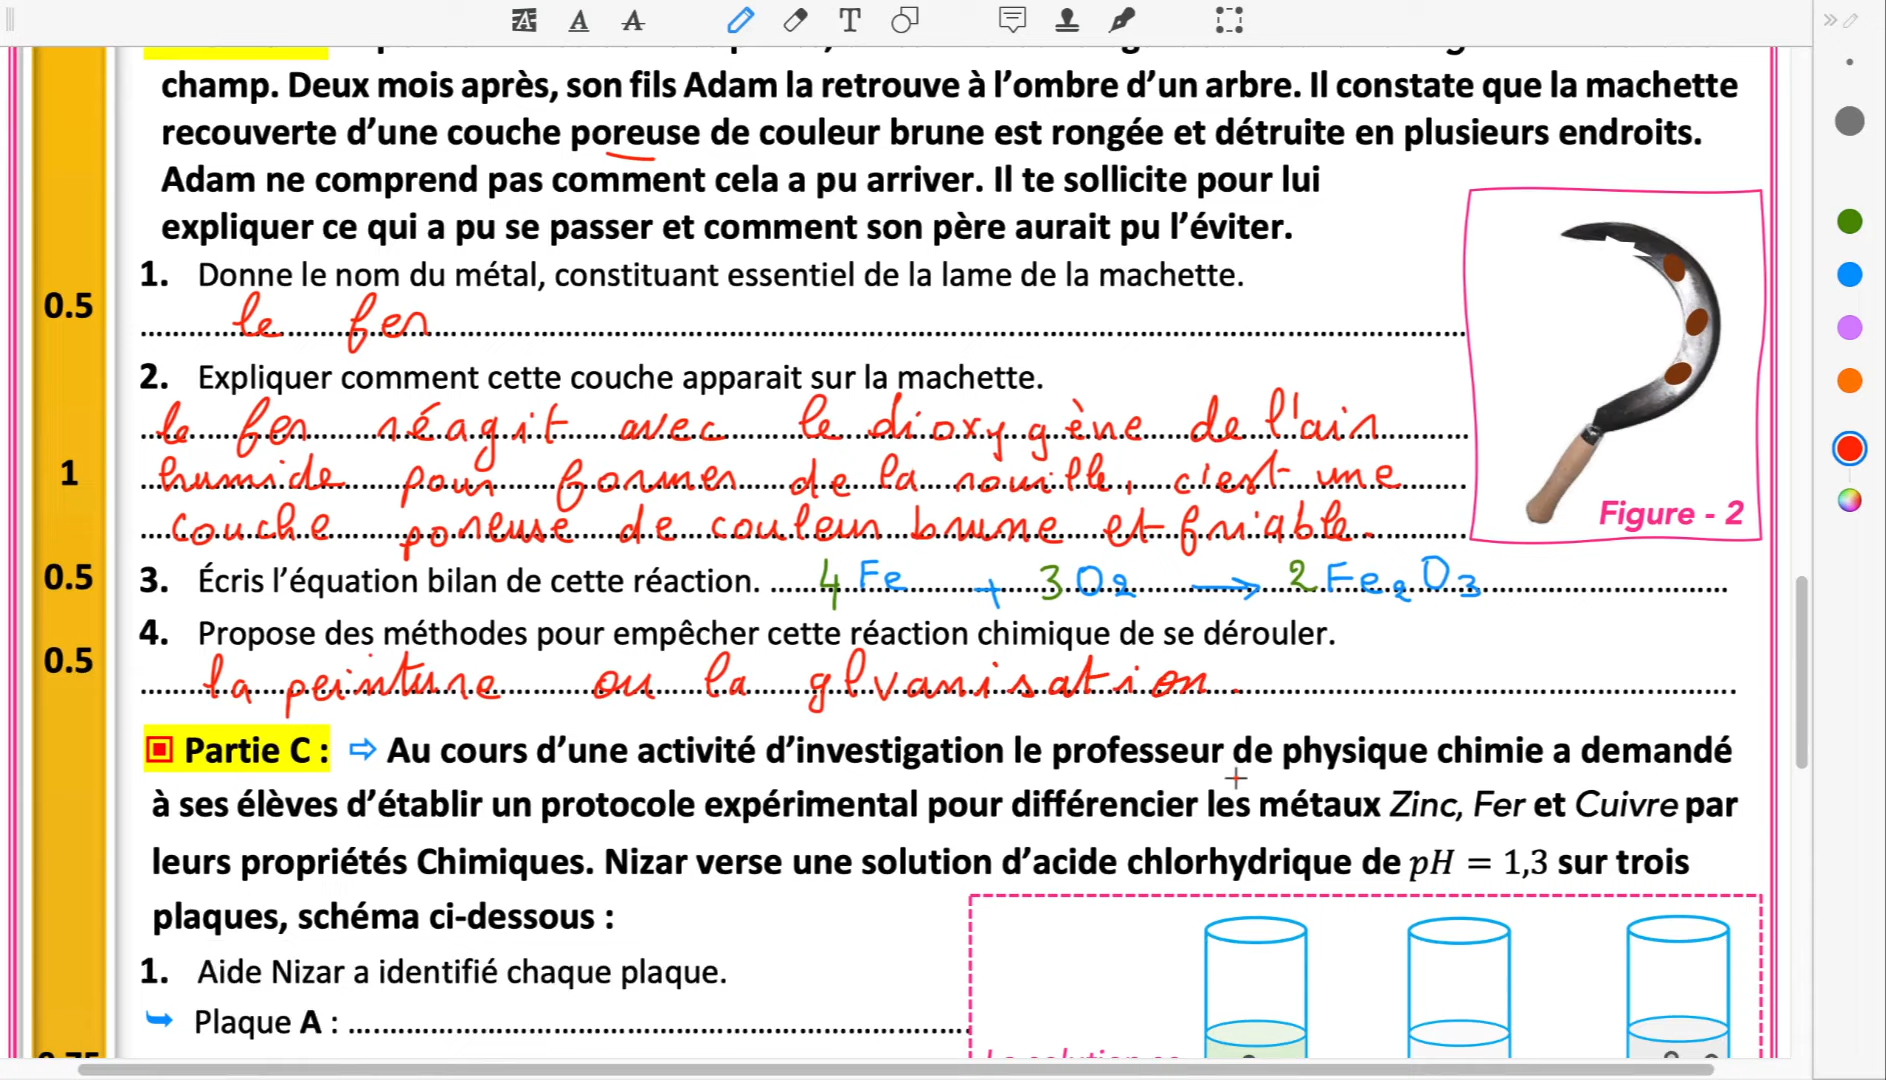 champ. Deux mois après, son fils Adam la retrouve à l’ombre d’un arbre. Il constate que la machette
recouverte d’une couche poreuse de couleur brune est rongée et détruite en plusieurs endroits.
Adam ne comprend pas comment cela a pu arriver. Il te sollicite pour lui
expliquer ce qui a pu se passer et comment son père aurait pu l’éviter.
1. Donne le nom du métal, constituant essentiel de la lame de la machette.
0.5
le fer
2. Expliquer comment cette couche apparait sur la machette.
le fer réagit avec le dioxygène de l'air
1
humide pour former de la rouille, c'est une
couche poreuse de couleur brune et friable.
Figure - 2
0.5
3. Écris l’équation bilan de cette réaction. 4 Fe + 3 O2 → 2 Fe2O3
4. Propose des méthodes pour empêcher cette réaction chimique de se dérouler.
0.5
la peinture ou la glvanisation.
Partie C : ⇨ Au cours d’une activité d’investigation le professeur de physique chimie a demandé
à ses élèves d’établir un protocole expérimental pour différencier les métaux Zinc, Fer et Cuivre par
leurs propriétés Chimiques. Nizar verse une solution d’acide chlorhydrique de pH = 1,3 sur trois
plaques, schéma ci-dessous :
1. Aide Nizar a identifié chaque plaque.
Plaque A :